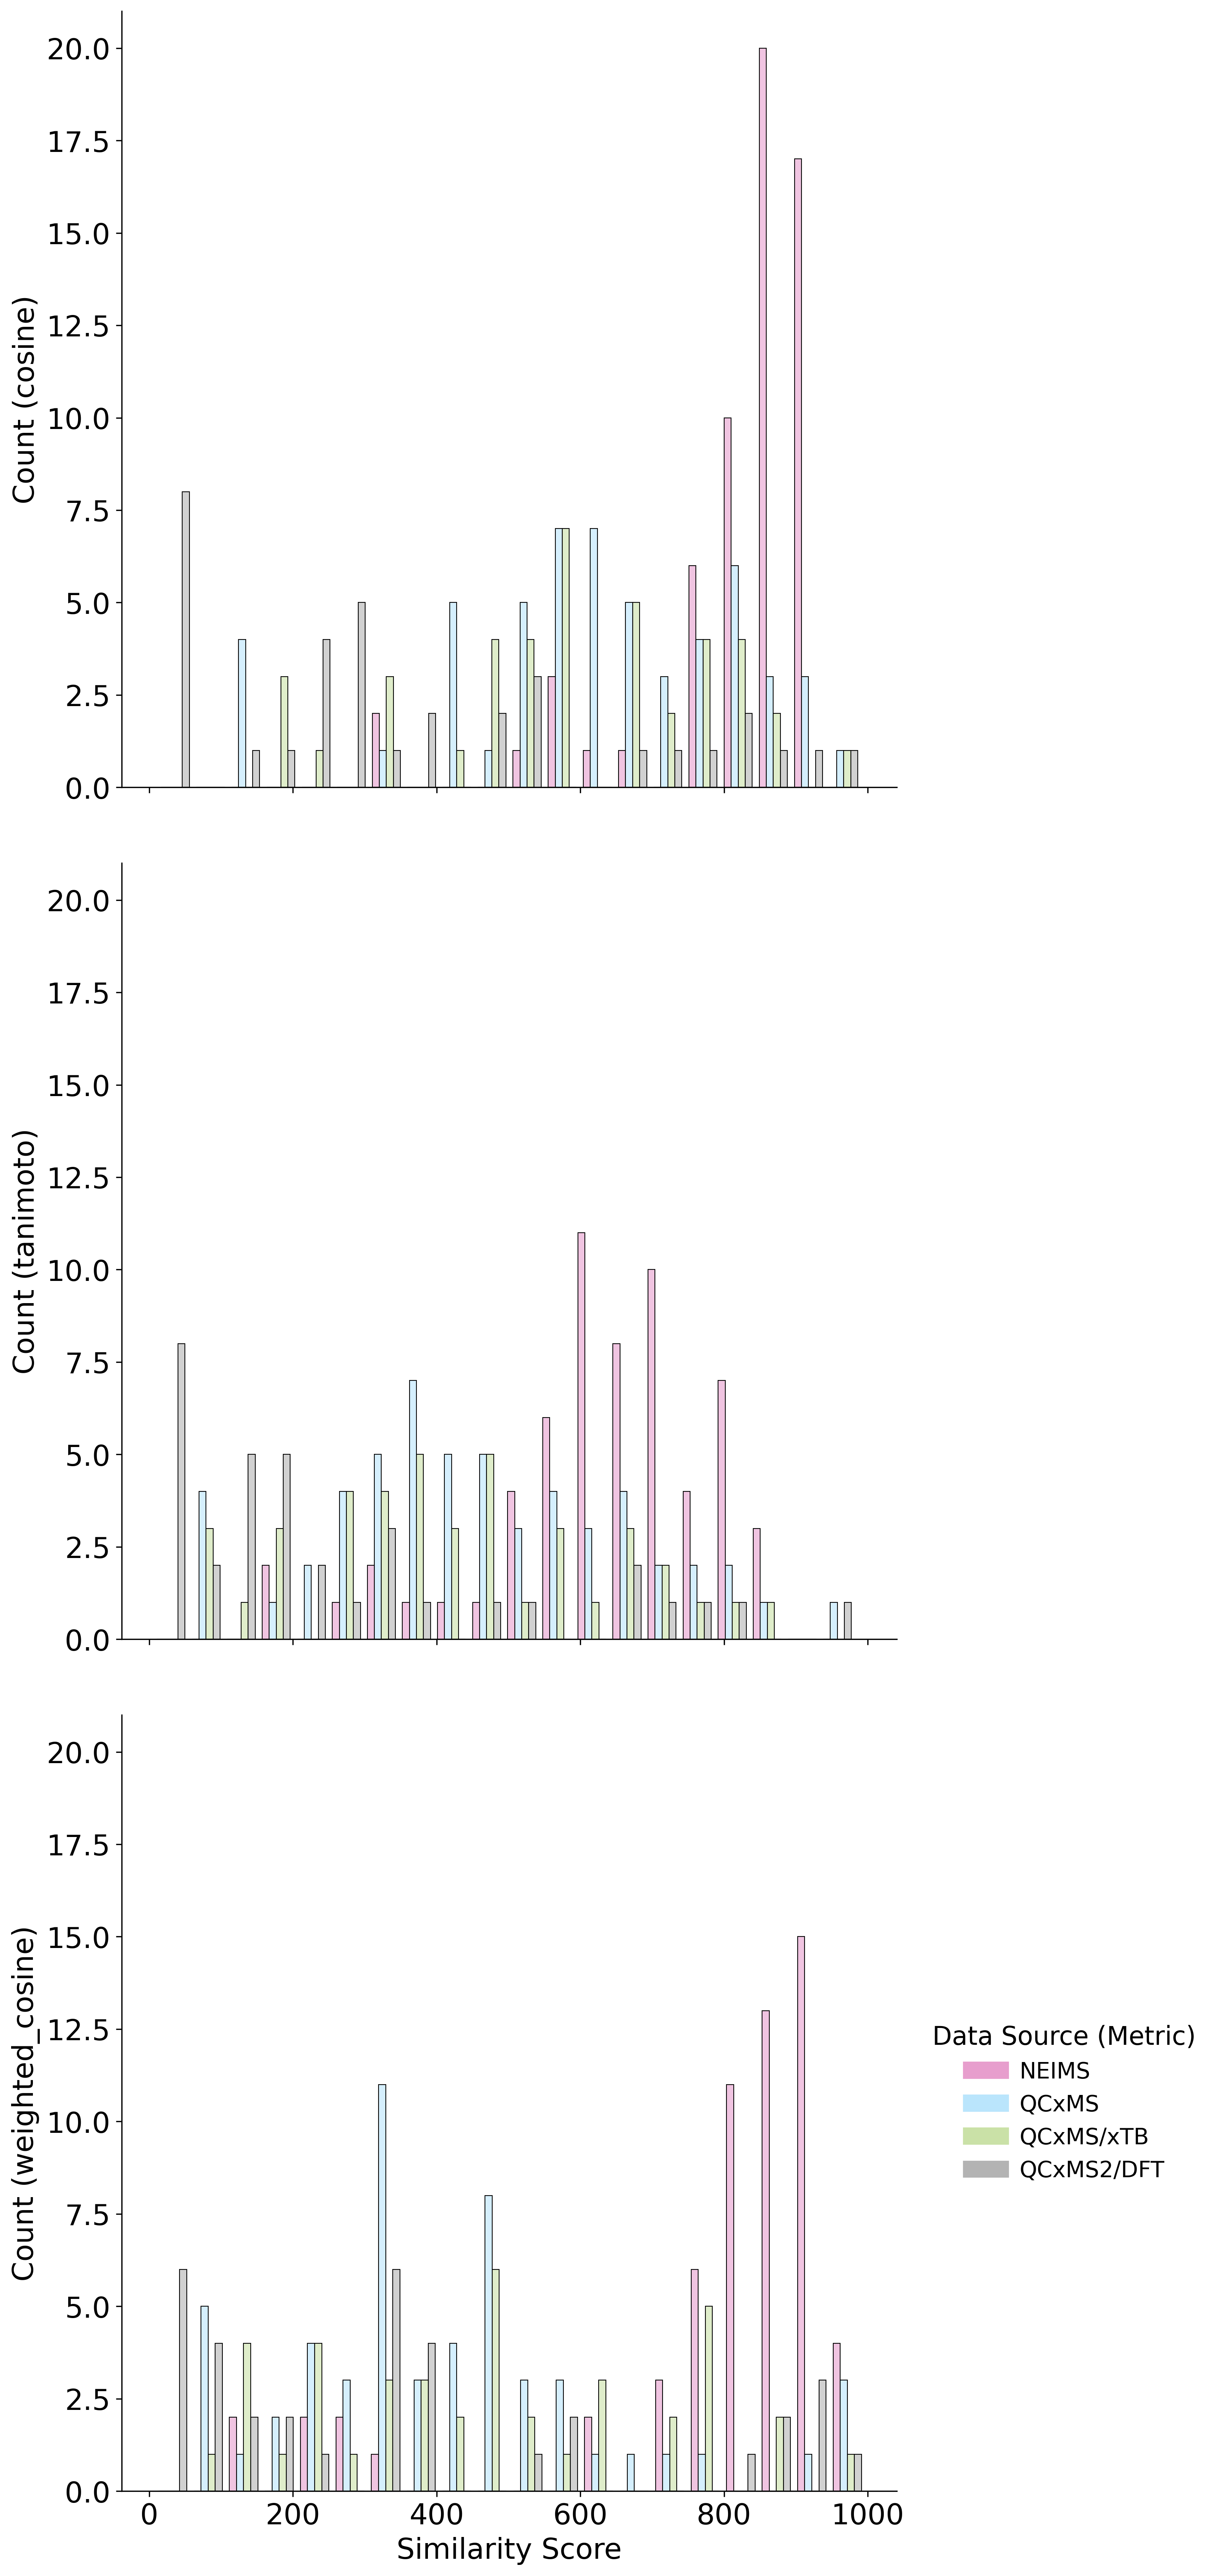 20.0
17.5
15.0
12.5
10.0
7.5
5.0
2.5
0.0
Count (cosine)
20.0
17.5
15.0
12.5
10.0
7.5
5.0
2.5
0.0
Count (tanimoto)
20.0
17.5
15.0
12.5
10.0
7.5
5.0
2.5
0.0
Count (weighted_cosine)
0 200 400 600 800 1000
Similarity Score
Data Source (Metric)
NEIMS
QCxMS
QCxMS/xTB
QCxMS2/DFT